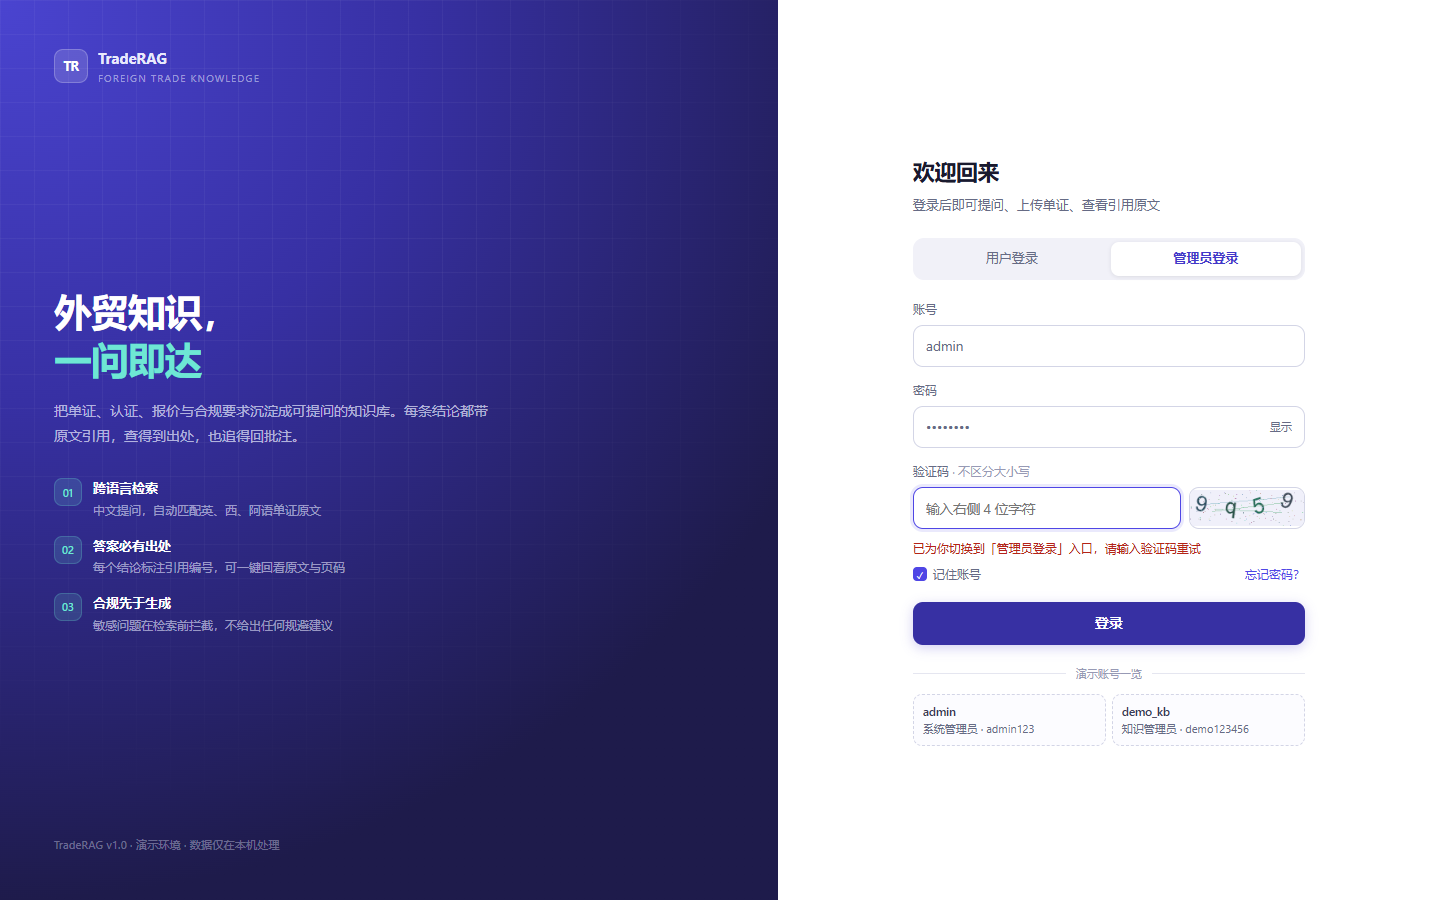 TR
TradeRAG
FOREIGN TRADE KNOWLEDGE
外贸知识，
一问即达
把单证、认证、报价与合规要求沉淀成可提问的知识库。每条结论都带
原文引用，查得到出处，也追得回批注。
01
跨语言检索
中文提问，自动匹配英、西、阿语单证原文
02
答案必有出处
每个结论标注引用编号，可一键回看原文与页码
03
合规先于生成
敏感问题在检索前拦截，不给出任何规避建议
TradeRAG v1.0 · 演示环境 · 数据仅在本机处理
欢迎回来
登录后即可提问、上传单证、查看引用原文
用户登录 管理员登录
账号
admin
密码
•••••••• 显示
验证码 · 不区分大小写
输入右侧 4 位字符 9 q 5 9
已为你切换到「管理员登录」入口，请输入验证码重试
记住账号 忘记密码?
登录
演示账号一览
admin
系统管理员 · admin123
demo_kb
知识管理员 · demo123456